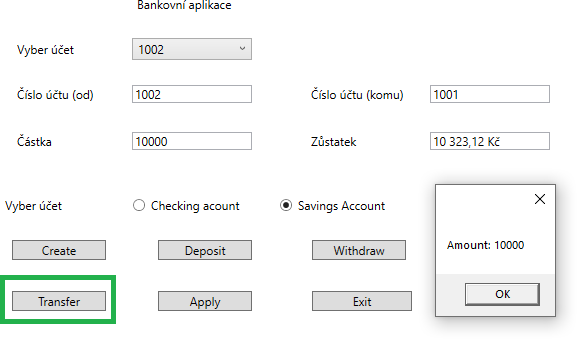 Bankovní aplikace
Vyber účet
1002
Číslo účtu (od)
1002
Číslo účtu (komu)
1001
Částka
10000
Zůstatek
10 323,12 Kč
Vyber účet
Checking acount
Savings Account
Create
Deposit
Withdraw
Amount: 10000
OK
Transfer
Apply
Exit